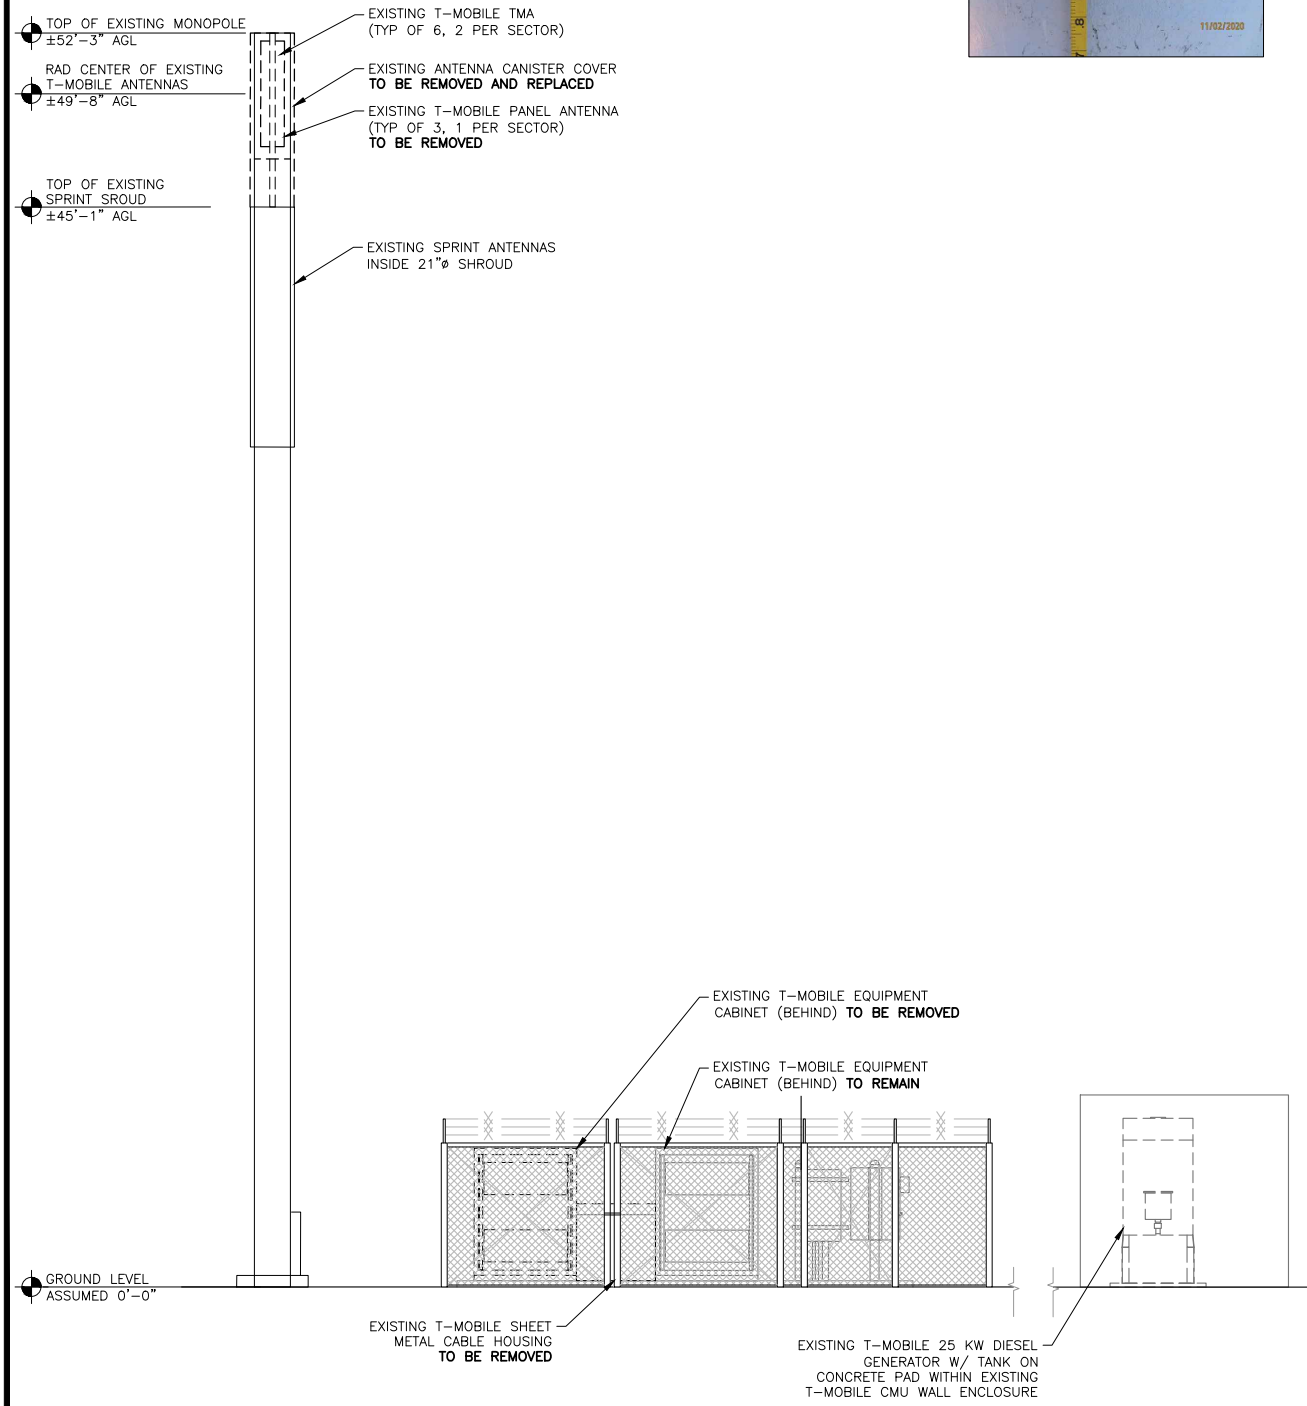 TOP OF EXISTING MONOPOLE
±52'-3" AGL
RAD CENTER OF EXISTING
T-MOBILE ANTENNAS
±49'-8" AGL
TOP OF EXISTING
SPRINT SROUD
±45'-1" AGL
EXISTING T-MOBILE TMA
(TYP OF 6, 2 PER SECTOR)
EXISTING ANTENNA CANISTER COVER
TO BE REMOVED AND REPLACED
EXISTING T-MOBILE PANEL ANTENNA
(TYP OF 3, 1 PER SECTOR)
TO BE REMOVED
EXISTING SPRINT ANTENNAS
INSIDE 21"ø SHROUD
8
7
11/02/2020
EXISTING T-MOBILE EQUIPMENT
CABINET (BEHIND) TO BE REMOVED
EXISTING T-MOBILE EQUIPMENT
CABINET (BEHIND) TO REMAIN
GROUND LEVEL
ASSUMED 0'-0"
EXISTING T-MOBILE SHEET
METAL CABLE HOUSING
TO BE REMOVED
EXISTING T-MOBILE 25 KW DIESEL
GENERATOR W/ TANK ON
CONCRETE PAD WITHIN EXISTING
T-MOBILE CMU WALL ENCLOSURE